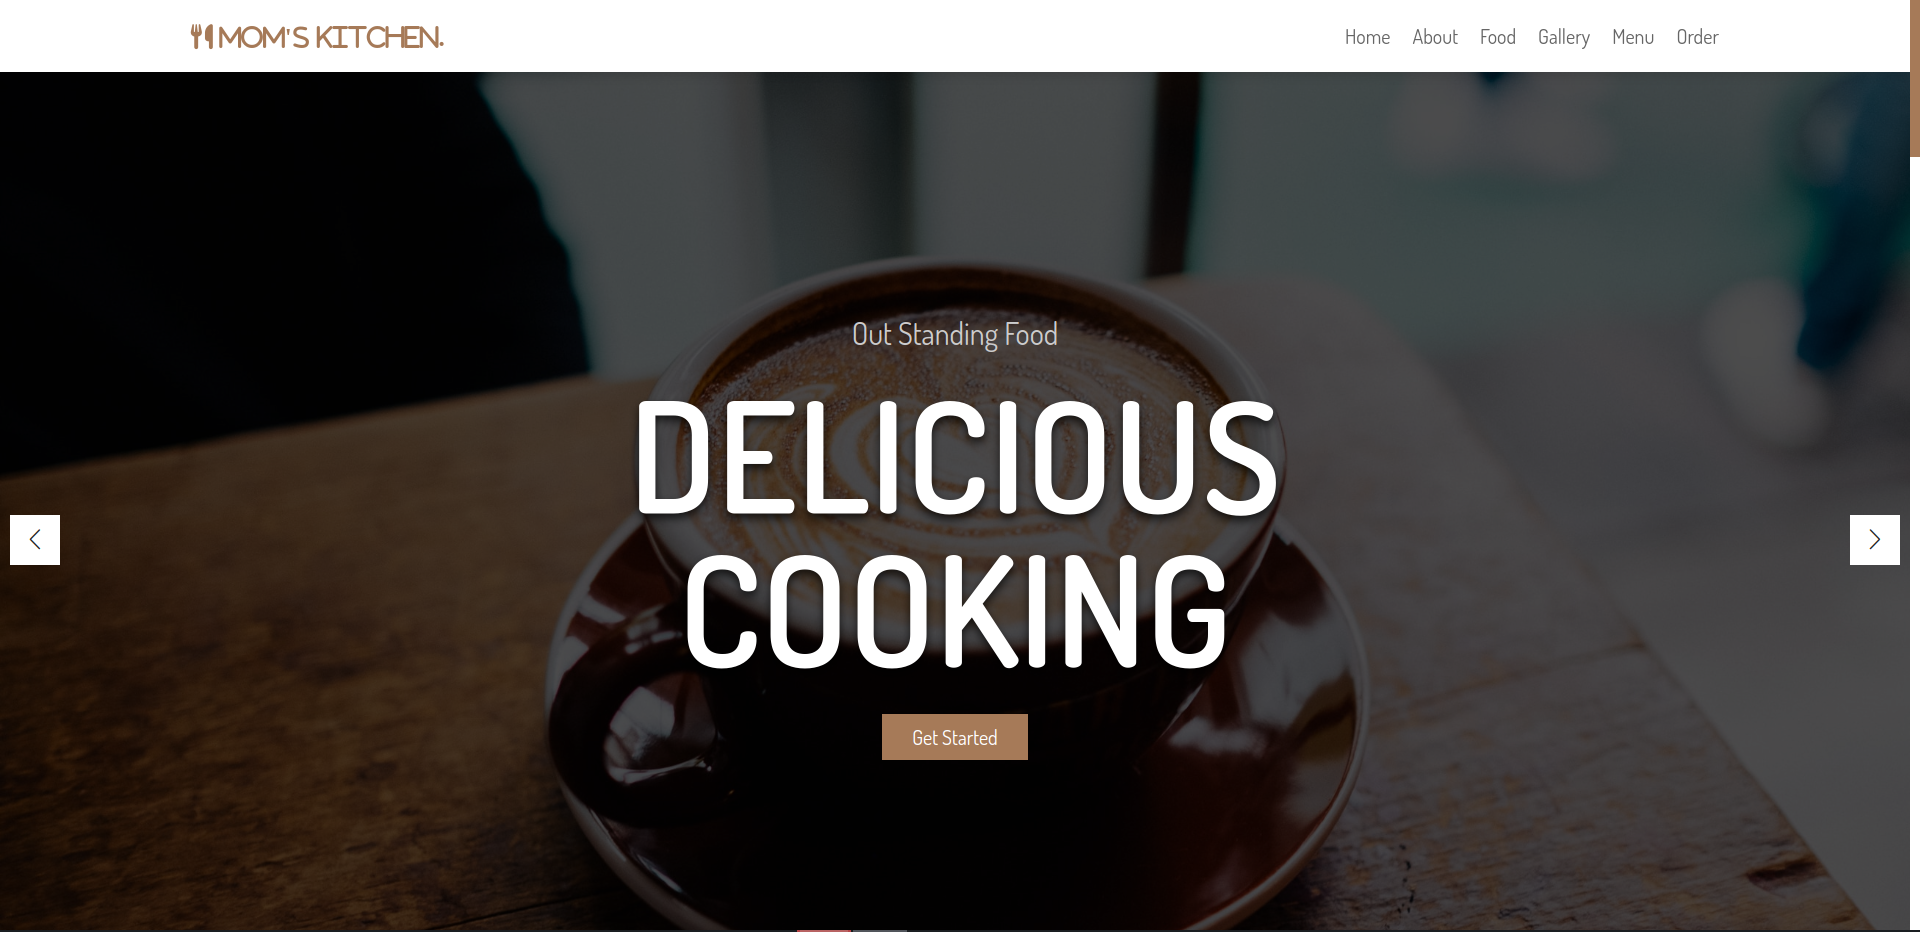 MOM'S KITCHEN.
Home About Food Gallery Menu Order
Out Standing Food
DELICIOUS
COOKING
Get Started